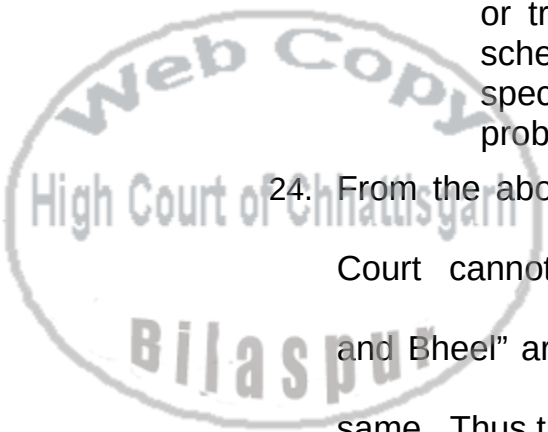 or tr
sche
Web Copy
spec
prob
24. From the abo
High Court of Chhattisgarh
Court cannot
and Bheel” ar
Bilaspur
same. Thus t